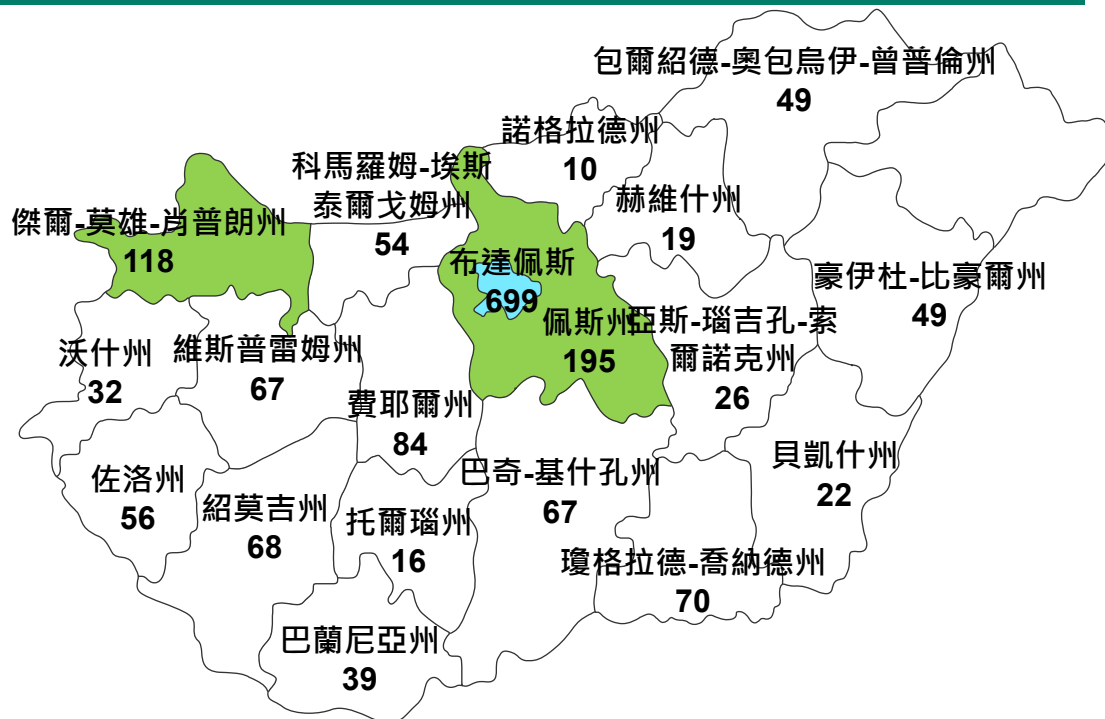 包爾紹德-奧包烏伊-曾普倫州
49
諾格拉德州
10
科馬羅姆-埃斯
泰爾戈姆州
54
赫維什州
19
傑爾-莫雄-肖普朗州
118
布達佩斯
699
豪伊杜-比豪爾州
49
佩斯州
195
亞斯-瑙吉孔-索
爾諾克州
26
沃什州
32
維斯普雷姆州
67
費耶爾州
84
貝凱什州
22
佐洛州
56
巴奇-基什孔州
67
紹莫吉州
68
托爾瑙州
16
瓊格拉德-喬納德州
70
巴蘭尼亞州
39